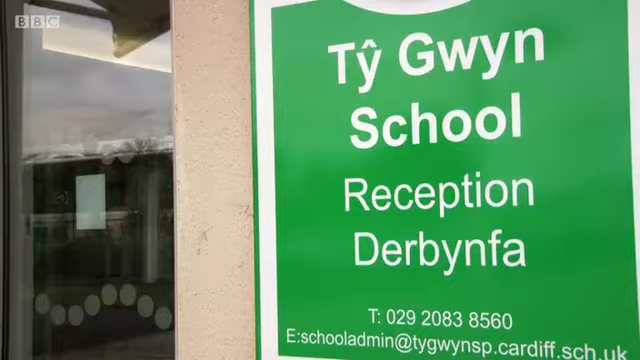 BBC
Tŷ Gwyn
School
Reception
Derbynfa
T: 029 2083 8560
E:schooladmin@tygwynsp.cardiff.sch.uk